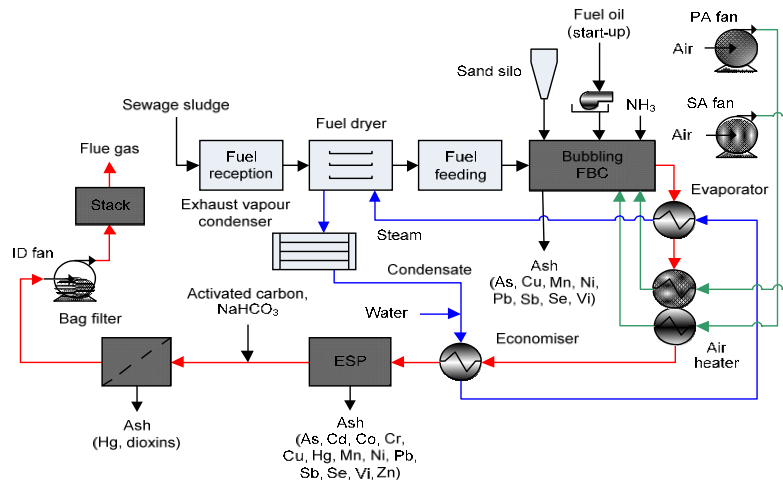 Fuel oil
(start-up)
PA fan
Air
Sand silo
Sewage sludge
Fuel dryer
NH3
SA fan
Air
Flue gas
Fuel
reception
Fuel
feeding
Bubbling
FBC
Stack
Exhaust vapour
condenser
Evaporator
Steam
ID fan
Condensate
Ash
(As, Cu, Mn, Ni,
Pb, Sb, Se, Vi)
Activated carbon,
NaHCO3
Bag filter
Water
Economiser
Air
heater
ESP
Ash
(Hg, dioxins)
Ash
(As, Cd, Co, Cr,
Cu, Hg, Mn, Ni, Pb,
Sb, Se, Vi, Zn)